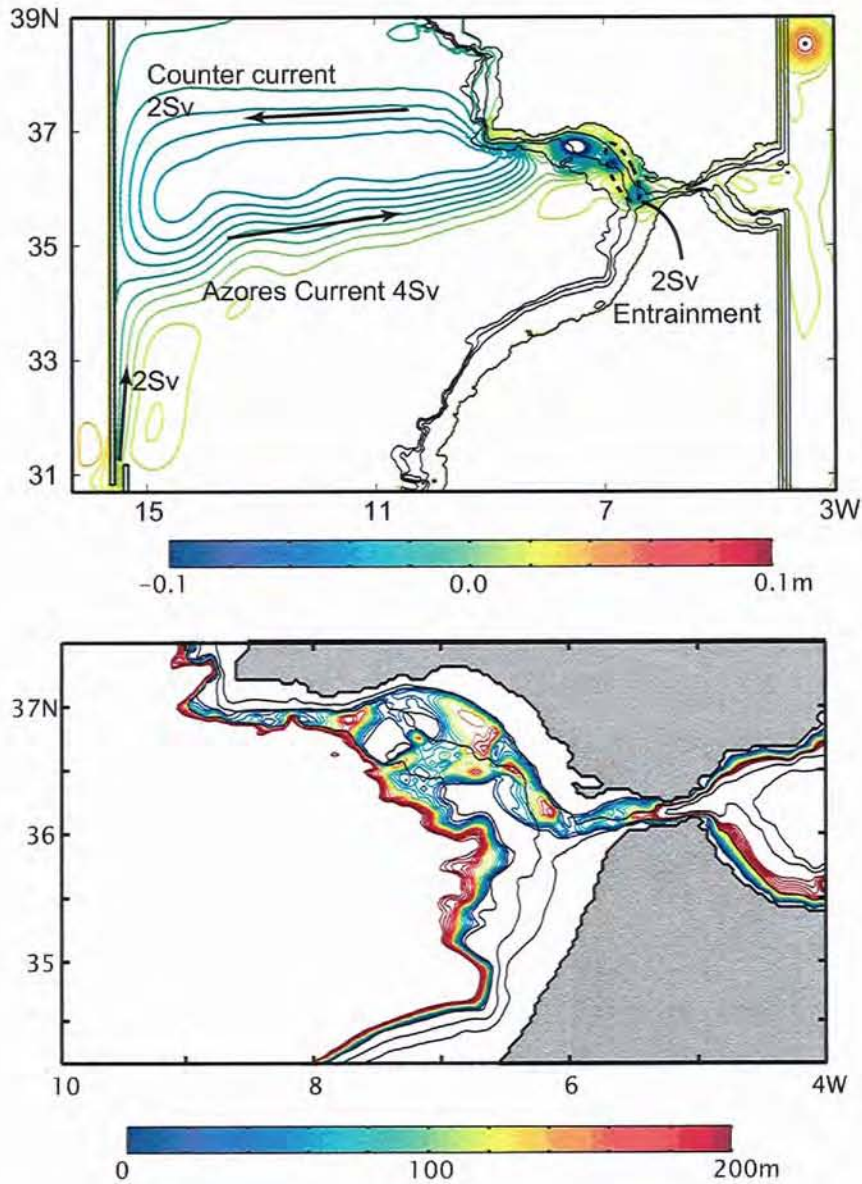 39N
Counter current
2Sv
37
35
2Sv
Azores Current 4Sv
Entrainment
33
2Sv
31
15 11 7 3W
-0.1 0.0 0.1m
37N
36
35
10 8 6 4W
0 100 200m